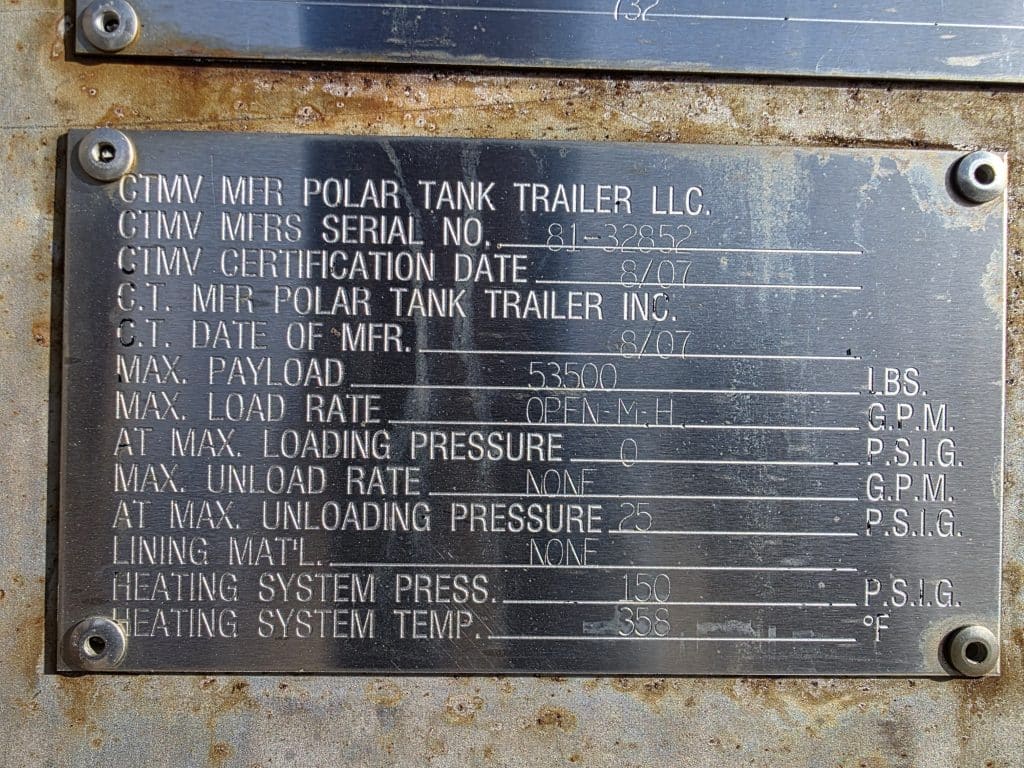 732
CTMV MFR POLAR TANK TRAILER LLC.
CTMV MFRS SERIAL NO. 81-32852
CTMV CERTIFICATION DATE 8/07
C.T. MFR POLAR TANK TRAILER INC.
C.T. DATE OF MFR. 8/07
MAX. PAYLOAD 53500 LBS.
MAX. LOAD RATE OPEN-M.H. G.P.M.
AT MAX. LOADING PRESSURE 0 P.S.I.G.
MAX. UNLOAD RATE NONE G.P.M.
AT MAX. UNLOADING PRESSURE 25 P.S.I.G.
LINING MAT'L. NONE
HEATING SYSTEM PRESS. 150 P.S.I.G.
HEATING SYSTEM TEMP. 358 °F